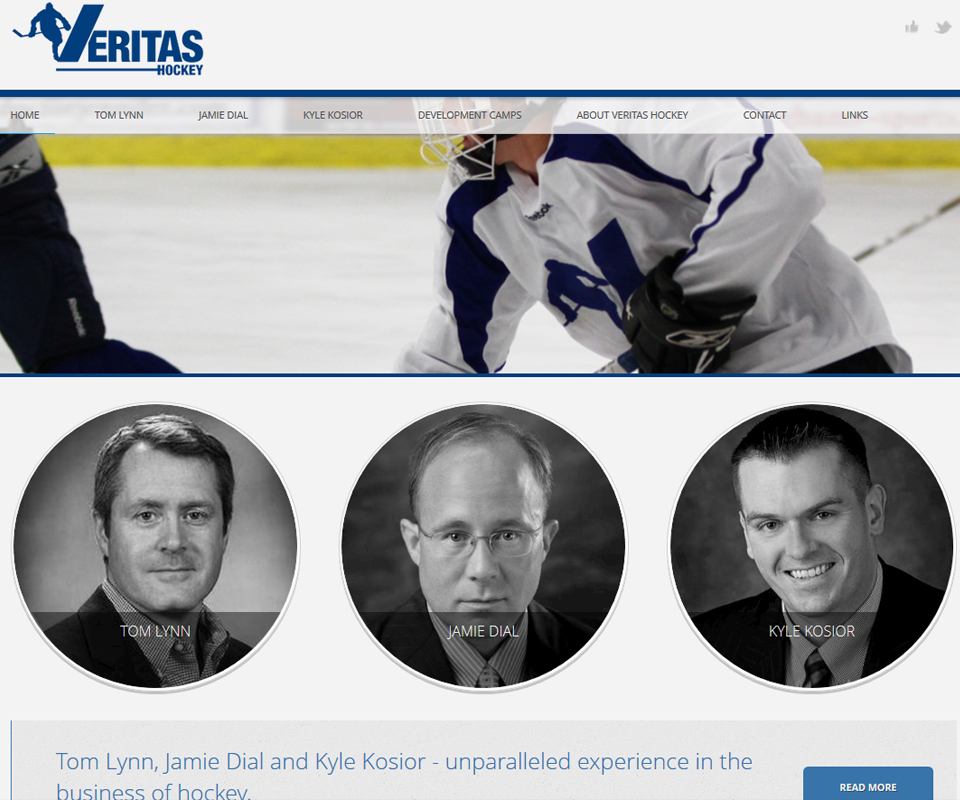 VERITAS
HOCKEY
HOME TOM LYNN JAMIE DIAL KYLE KOSIOR DEVELOPMENT CAMPS ABOUT VERITAS HOCKEY CONTACT LINKS
Reebok
Reebok
TOM LYNN JAMIE DIAL KYLE KOSIOR
Tom Lynn, Jamie Dial and Kyle Kosior - unparalleled experience in the
business of hockey.
READ MORE